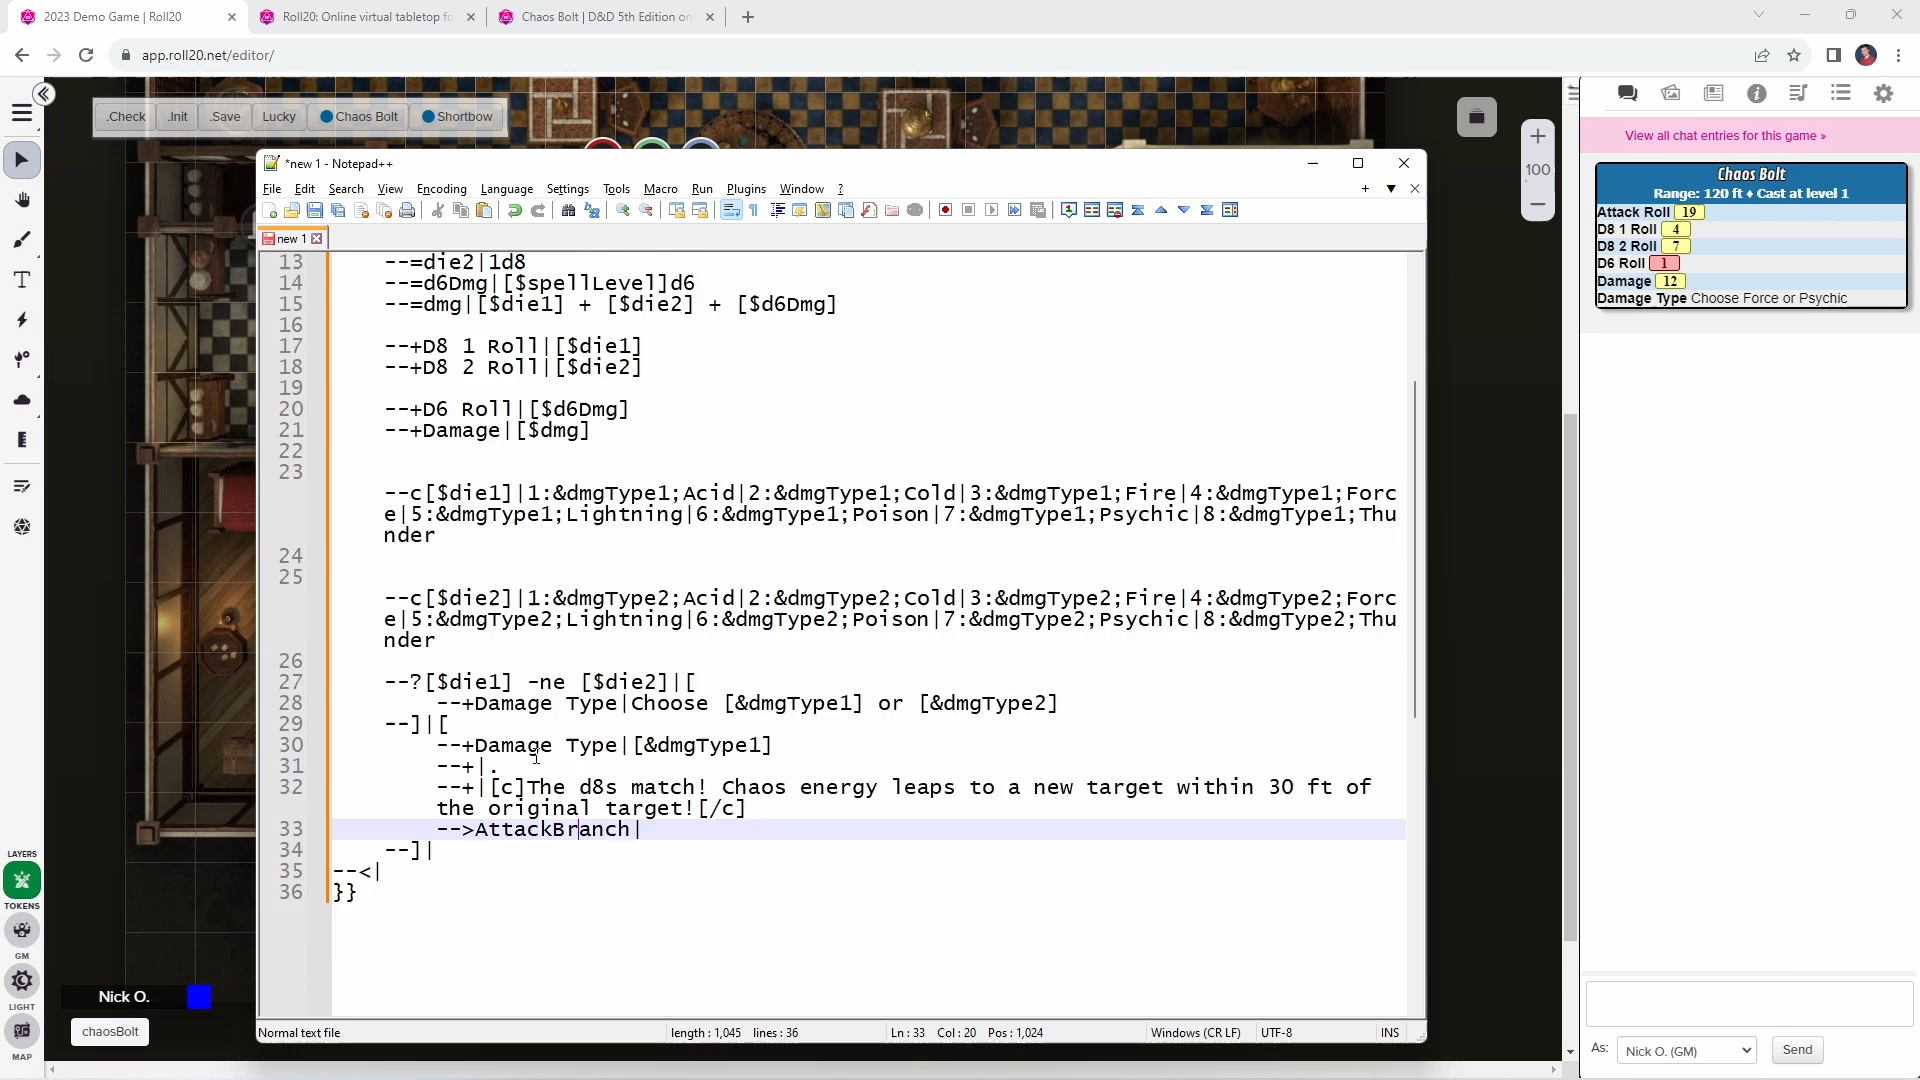 2023 Demo Game | Roll20
Roll20: Online virtual tabletop fo
Chaos Bolt | D&D 5th Edition on
app.roll20.net/editor/
.Check
.Init
.Save
Lucky
Chaos Bolt
Shortbow
*new 1 - Notepad++
File Edit Search View Encoding Language Settings Tools Macro Run Plugins Window ?
new 1
13 --=die2|1d8
14 --=d6Dmg|[$spellLevel]d6
15 --=dmg|[$die1] + [$die2] + [$d6Dmg]
16
17 --+D8 1 Roll|[$die1]
18 --+D8 2 Roll|[$die2]
19
20 --+D6 Roll|[$d6Dmg]
21 --+Damage|[$dmg]
22
23
--c[$die1]|1:&dmgType1;Acid|2:&dmgType1;Cold|3:&dmgType1;Fire|4:&dmgType1;Forc
e|5:&dmgType1;Lightning|6:&dmgType1;Poison|7:&dmgType1;Psychic|8:&dmgType1;Thu
nder
24
25
--c[$die2]|1:&dmgType2;Acid|2:&dmgType2;Cold|3:&dmgType2;Fire|4:&dmgType2;Forc
e|5:&dmgType2;Lightning|6:&dmgType2;Poison|7:&dmgType2;Psychic|8:&dmgType2;Thu
nder
26
27 --?[$die1] -ne [$die2]|[
28 --+Damage Type|Choose [&dmgType1] or [&dmgType2]
29 --]|[
30 --+Damage Type|[&dmgType1]
31 --+|.
32 --+|[c]The d8s match! Chaos energy leaps to a new target within 30 ft of
the original target![/c]
33 -->AttackBranch|
34 --]|
35 --<|
36 }}
Normal text file
length : 1,045 lines : 36
Ln : 33 Col : 20 Pos : 1,024
Windows (CR LF)
UTF-8
INS
100
View all chat entries for this game »
Chaos Bolt
Range: 120 ft ♦ Cast at level 1
Attack Roll 19
D8 1 Roll 4
D8 2 Roll 7
D6 Roll 1
Damage 12
Damage Type Choose Force or Psychic
LAYERS
TOKENS
GM
LIGHT
MAP
Nick O.
chaosBolt
As:
Nick O. (GM)
Send